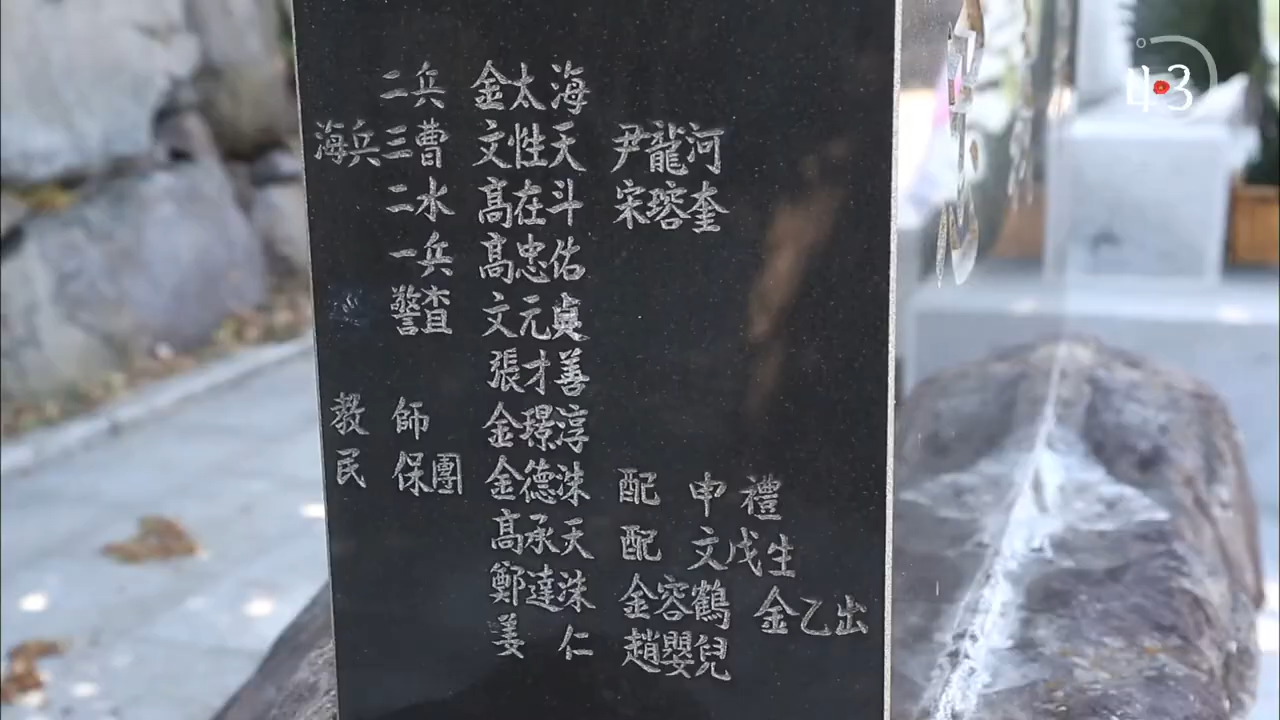 4·3
二兵 金太海
海兵三曹 文性天 尹龍河
二水 高在斗 宋瑢奎
一兵 高忠佑
警査 文元奠
張才善
教師 金璟淳
民保團 金德洙 配 申禮
高承天 配 文戊生
鄭達洙 金容鶴 金乙出
姜仁 趙嬰兒